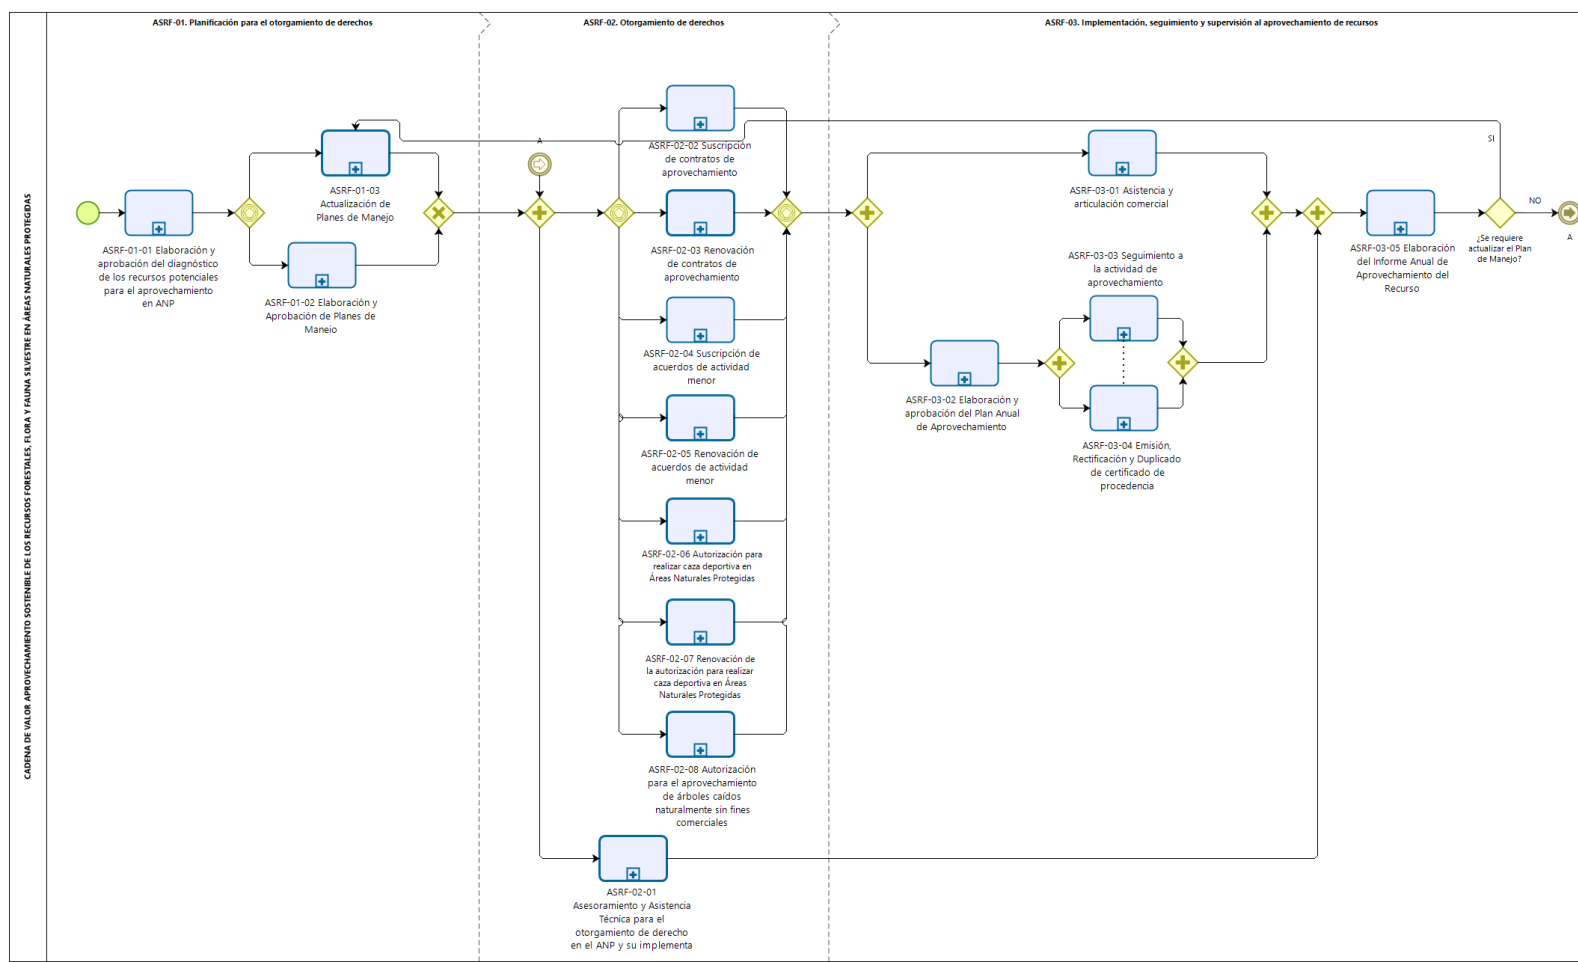 CADENA DE VALOR APROVECHAMIENTO SOSTENIBLE DE LOS RECURSOS FORESTALES, FLORA Y FAUNA SILVESTRE EN ÁREAS NATURALES PROTEGIDAS
ASRF-01. Planificación para el otorgamiento de derechos
ASRF-02. Otorgamiento de derechos
ASRF-03. Implementación, seguimiento y supervisión al aprovechamiento de recursos
ASRF-01-01 Elaboración y
aprobación del diagnóstico
de los recursos potenciales
para el aprovechamiento
en ANP
ASRF-01-03
Actualización de
Planes de Manejo
ASRF-01-02 Elaboración y
Aprobación de Planes de
Manejo
A
ASRF-02-02 Suscripción
de contratos de
aprovechamiento
ASRF-02-03 Renovación
de contratos de
aprovechamiento
ASRF-02-04 Suscripción de
acuerdos de actividad
menor
ASRF-02-05 Renovación de
acuerdos de actividad
menor
ASRF-02-06 Autorización para
realizar caza deportiva en
Áreas Naturales Protegidas
ASRF-02-07 Renovación de
la autorización para realizar
caza deportiva en Áreas
Naturales Protegidas
ASRF-02-08 Autorización
para el aprovechamiento
de árboles caídos
naturalmente sin fines
comerciales
ASRF-02-01
Asesoramiento y Asistencia
Técnica para el
otorgamiento de derecho
en el ANP y su implementa
ASRF-03-01 Asistencia y
articulación comercial
ASRF-03-03 Seguimiento a
la actividad de
aprovechamiento
ASRF-03-02 Elaboración y
aprobación del Plan Anual
de Aprovechamiento
ASRF-03-04 Emisión,
Rectificación y Duplicado
de certificado de
procedencia
ASRF-03-05 Elaboración
del Informe Anual de
Aprovechamiento del
Recurso
SI
¿Se requiere
actualizar el Plan
de Manejo?
NO
A